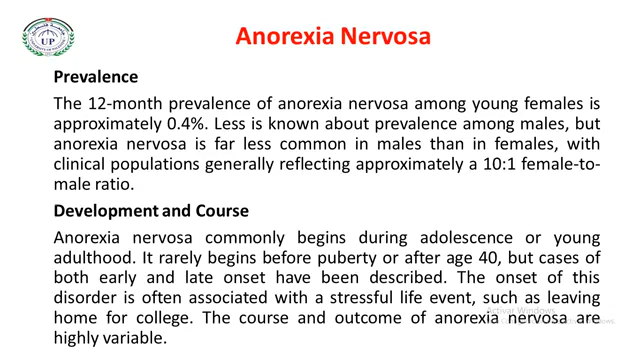 UP
Anorexia Nervosa
Prevalence
The 12-month prevalence of anorexia nervosa among young females is
approximately 0.4%. Less is known about prevalence among males, but
anorexia nervosa is far less common in males than in females, with
clinical populations generally reflecting approximately a 10:1 female-to-
male ratio.
Development and Course
Anorexia nervosa commonly begins during adolescence or young
adulthood. It rarely begins before puberty or after age 40, but cases of
both early and late onset have been described. The onset of this
disorder is often associated with a stressful life event, such as leaving
Activar Windows
home for college. The course and outcome of anorexia nervosa are
highly variable.